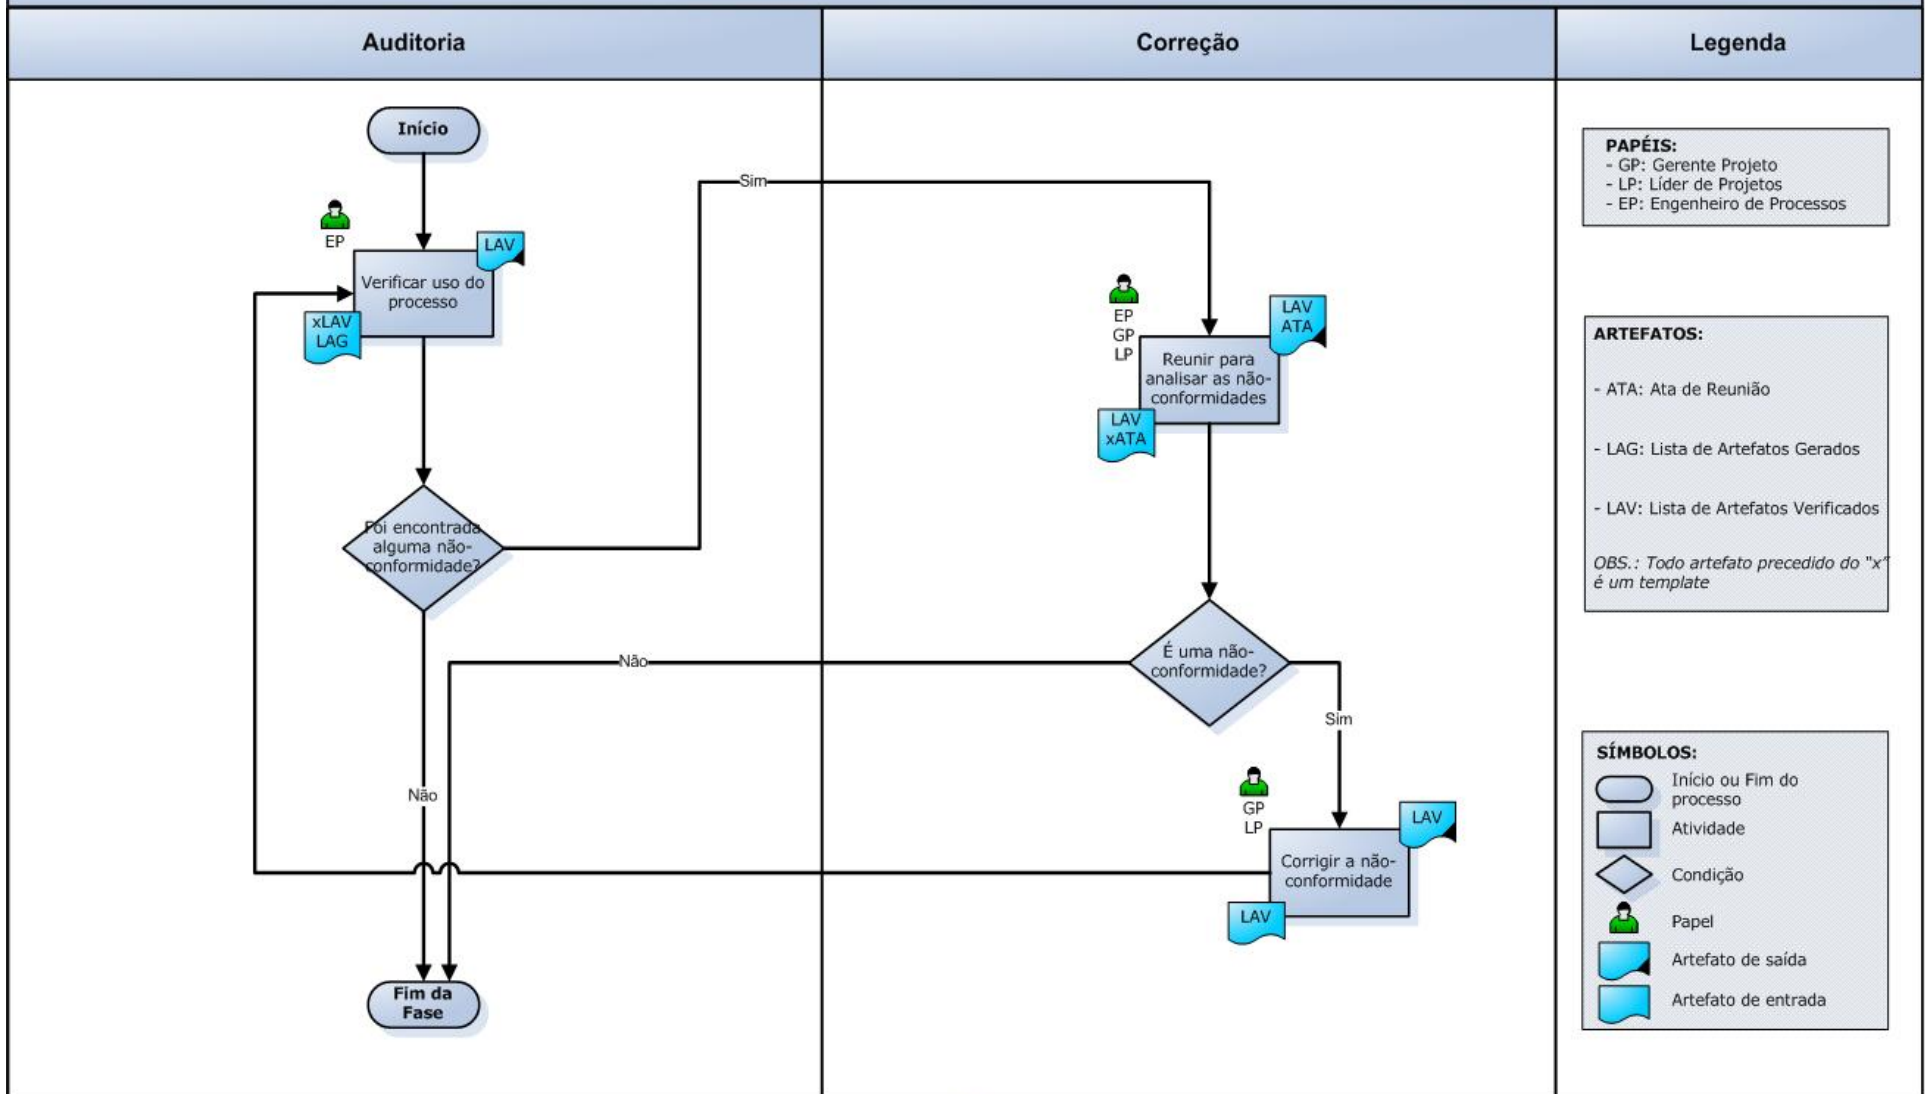 Auditoria
Correção
Legenda
Início
Sim
EP
LAV
Verificar uso do
processo
xLAV
LAG
Foi encontrada
alguma não-
conformidade?
Não
Fim da
Fase
EP
GP
LP
LAV
ATA
Reunir para
analisar as não-
conformidades
LAV
xATA
É uma não-
conformidade?
Não
Sim
GP
LP
LAV
Corrigir a não-
conformidade
LAV
PAPÉIS:
- GP: Gerente Projeto
- LP: Líder de Projetos
- EP: Engenheiro de Processos
ARTEFATOS:
- ATA: Ata de Reunião
- LAG: Lista de Artefatos Gerados
- LAV: Lista de Artefatos Verificados
OBS.: Todo artefato precedido do "x"
é um template
SÍMBOLOS:
Início ou Fim do
processo
Atividade
Condição
Papel
Artefato de saída
Artefato de entrada